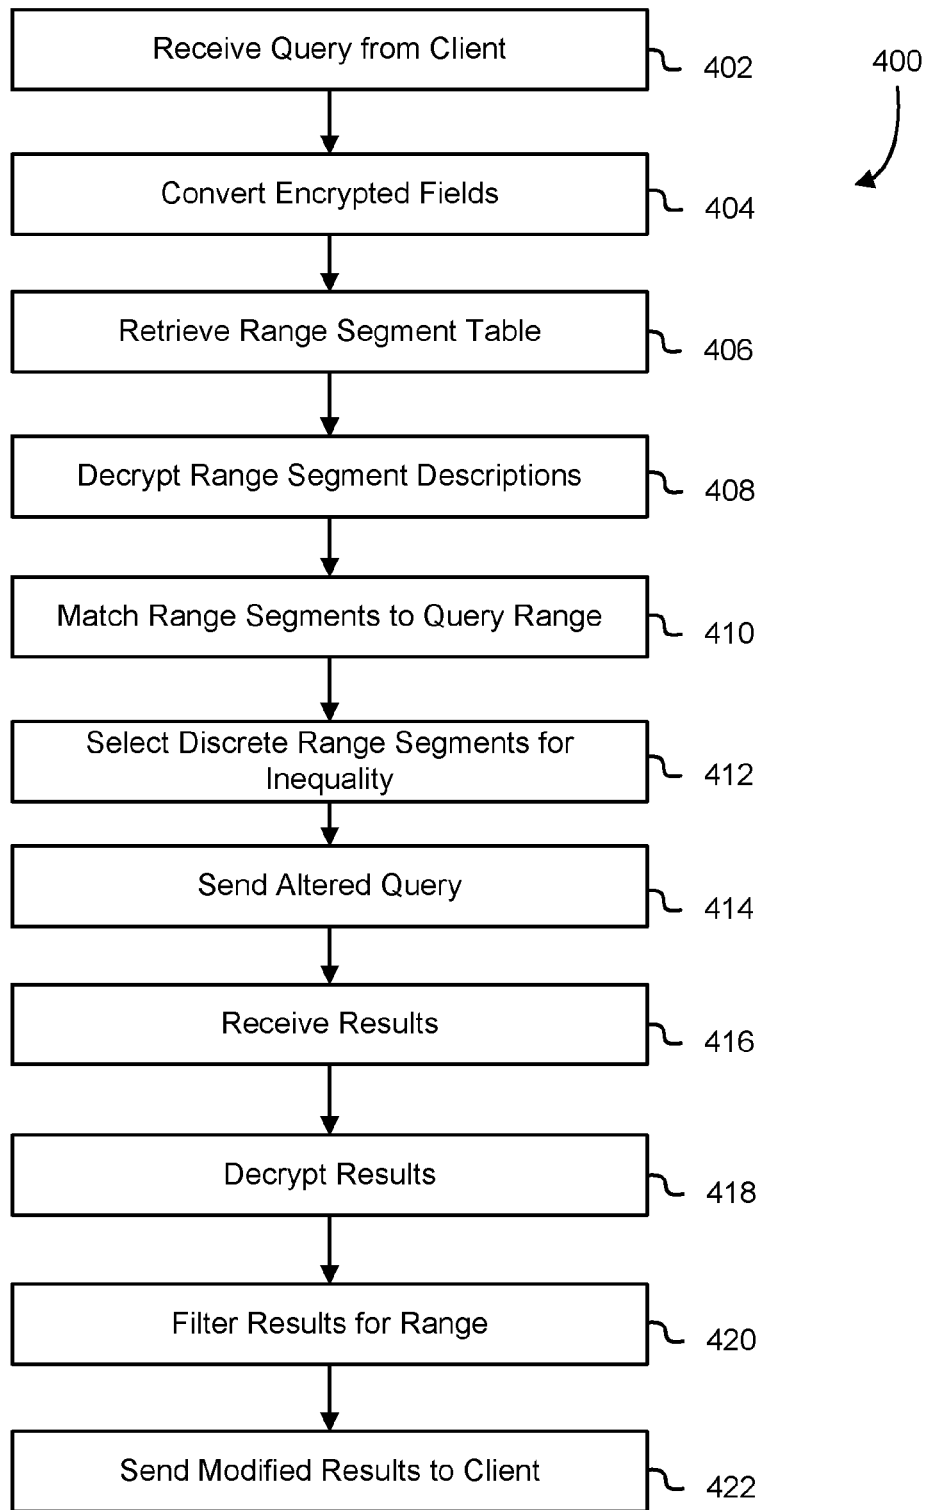 Receive Query from Client
402
400
Convert Encrypted Fields
404
Retrieve Range Segment Table
406
Decrypt Range Segment Descriptions
408
Match Range Segments to Query Range
410
Select Discrete Range Segments for
Inequality
412
Send Altered Query
414
Receive Results
416
Decrypt Results
418
Filter Results for Range
420
Send Modified Results to Client
422